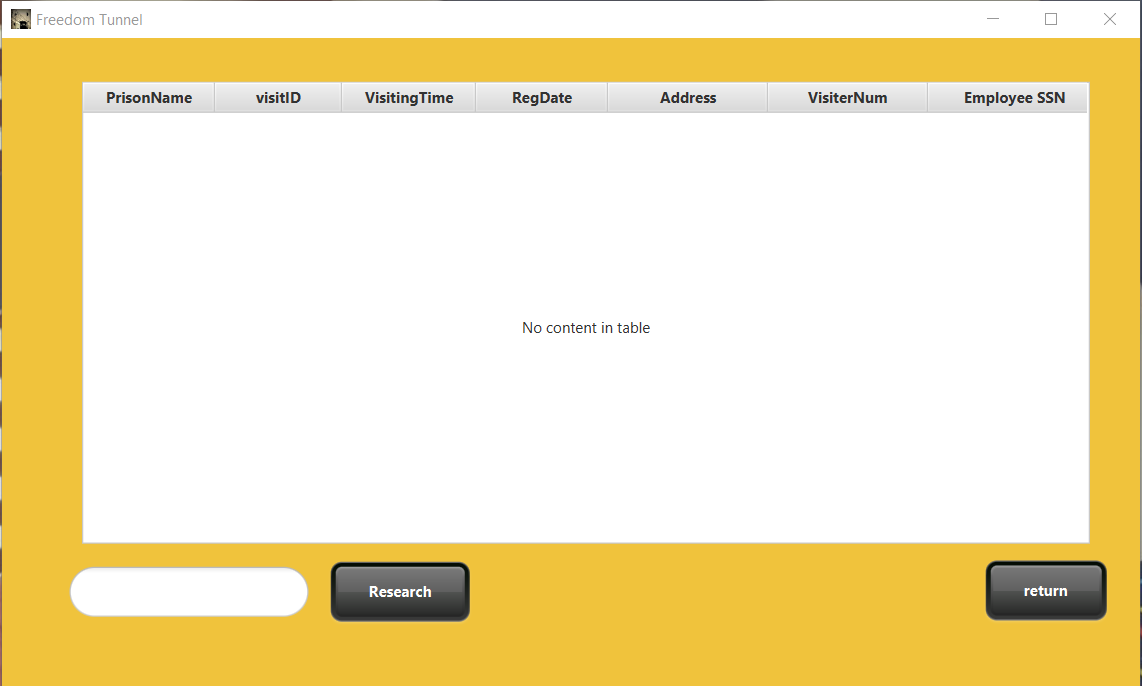 Freedom Tunnel
PrisonName visitID VisitingTime RegDate Address VisiterNum Employee SSN
No content in table
Research return